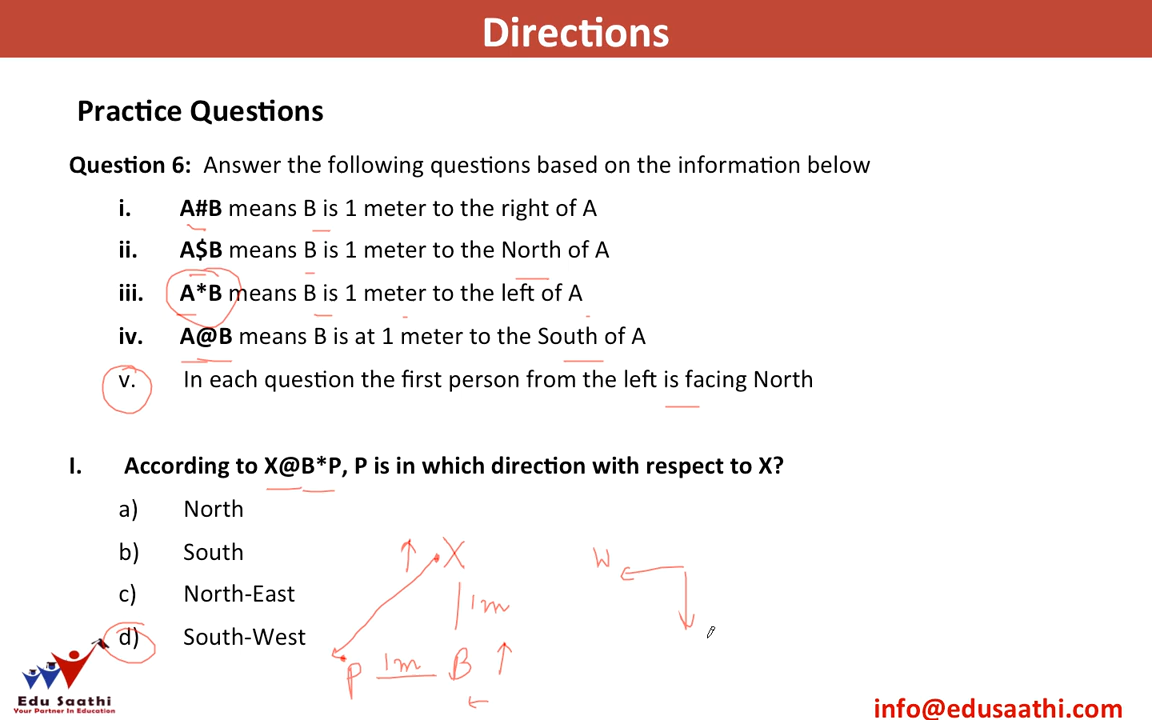 Directions
Practice Questions
Question 6: Answer the following questions based on the information below
i. A#B means B is 1 meter to the right of A
ii. A$B means B is 1 meter to the North of A
iii. A*B means B is 1 meter to the left of A
iv. A@B means B is at 1 meter to the South of A
v. In each question the first person from the left is facing North
I. According to X@B*P, P is in which direction with respect to X?
a) North
b) South
c) North-East
d) South-West
X
W
1m
P 1m B
Edu Saathi
Your Partner In Education
info@edusaathi.com